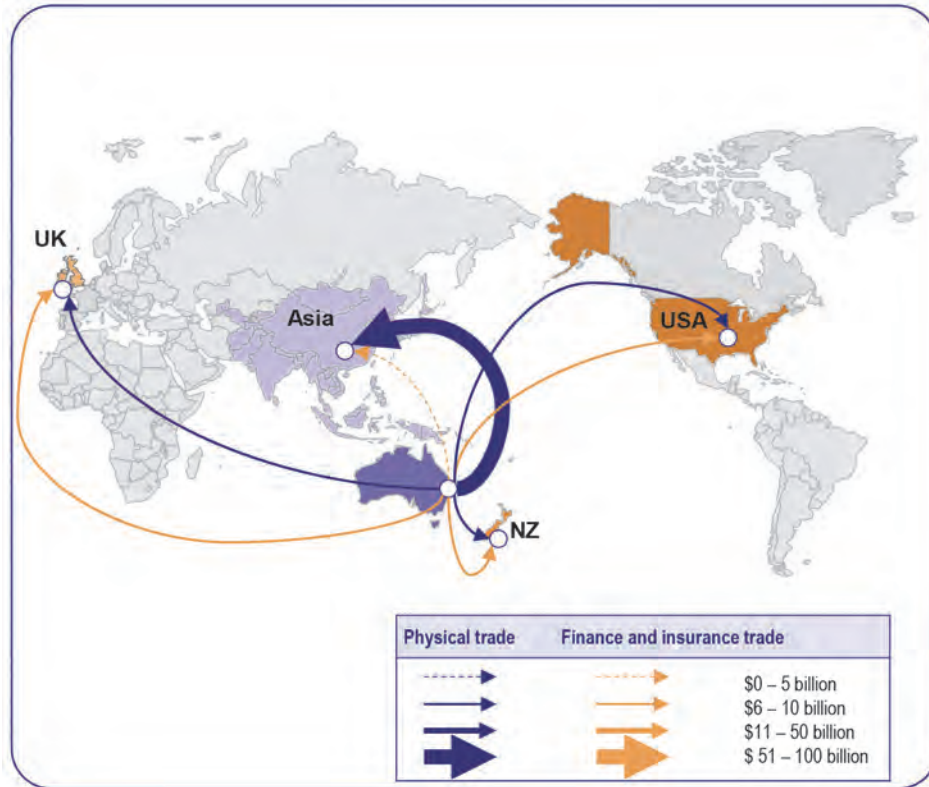 UK
Asia
USA
NZ
Physical trade Finance and insurance trade
$0 – 5 billion
$6 – 10 billion
$11 – 50 billion
$ 51 – 100 billion